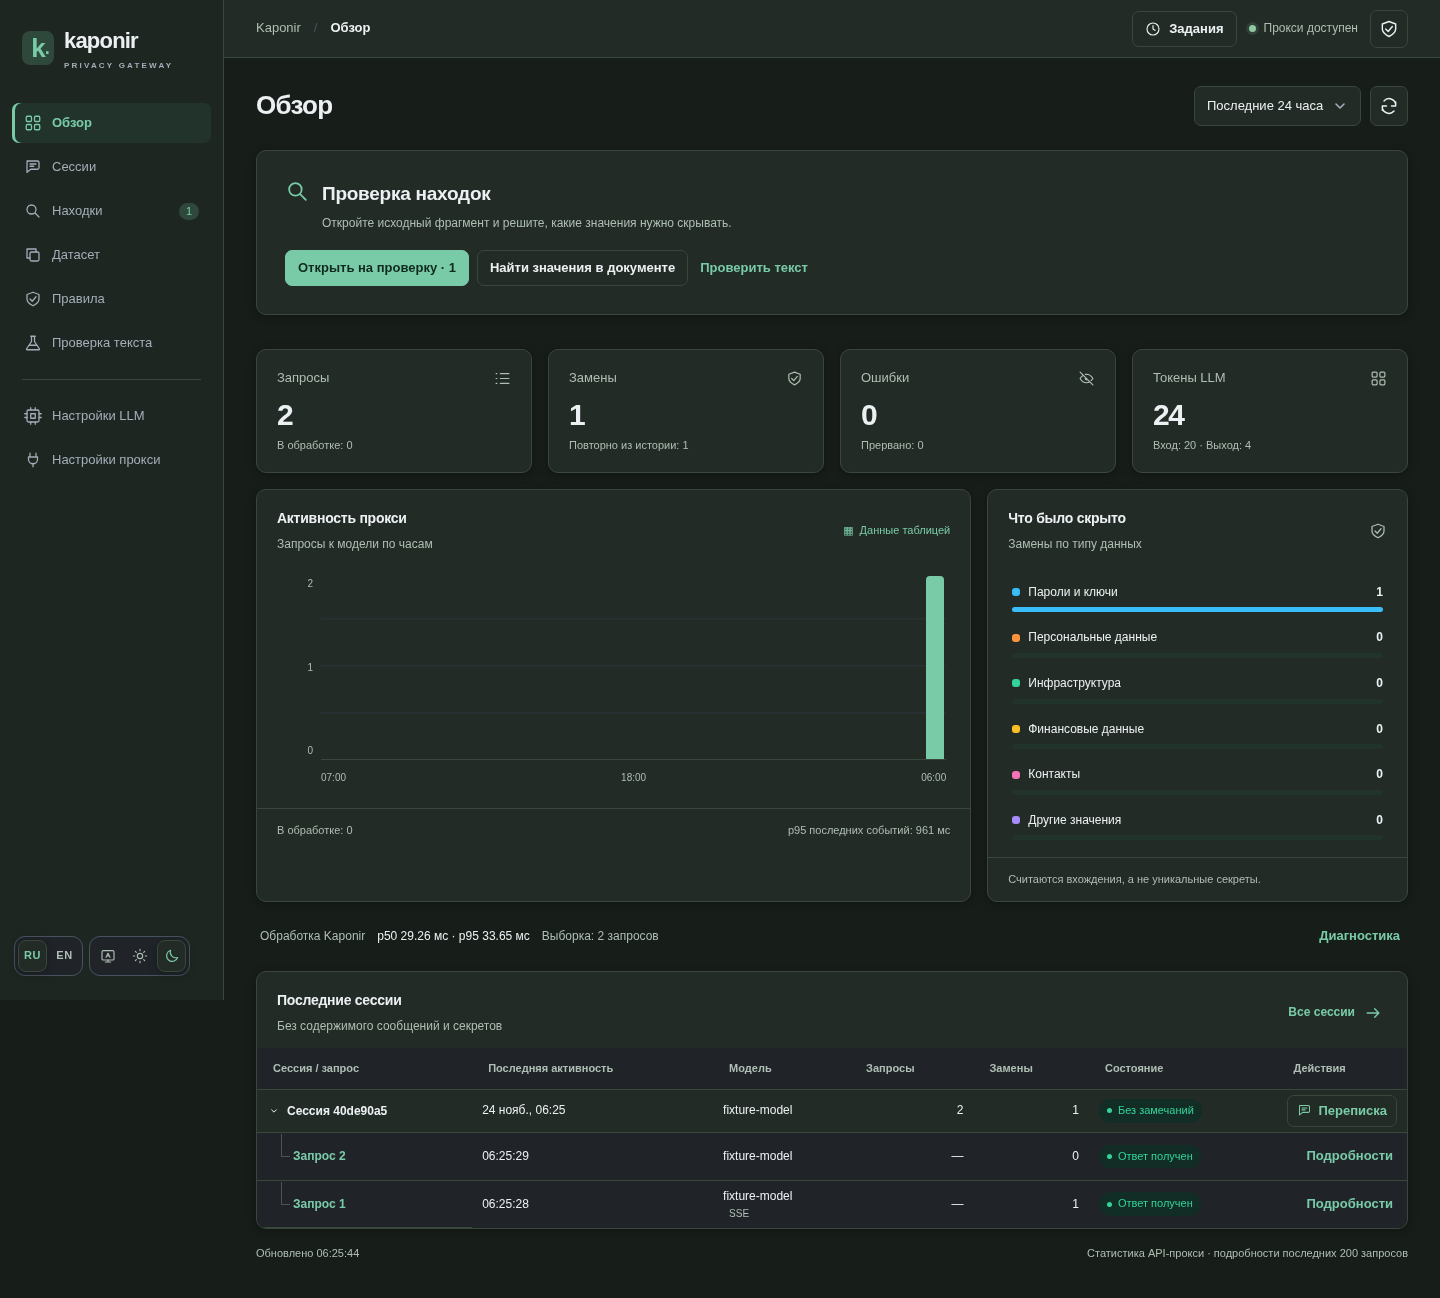 k.
kaponir
PRIVACY GATEWAY
Обзор
Сессии
Находки 1
Датасет
Правила
Проверка текста
Настройки LLM
Настройки прокси
RU EN
Kaponir / Обзор
Задания
Прокси доступен
Обзор
Последние 24 часа
Проверка находок
Откройте исходный фрагмент и решите, какие значения нужно скрывать.
Открыть на проверку · 1
Найти значения в документе
Проверить текст
Запросы
2
В обработке: 0
Замены
1
Повторно из истории: 1
Ошибки
0
Прервано: 0
Токены LLM
24
Вход: 20 · Выход: 4
Активность прокси
Запросы к модели по часам
Данные таблицей
2
1
0
07:00 18:00 06:00
В обработке: 0
p95 последних событий: 961 мс
Что было скрыто
Замены по типу данных
Пароли и ключи 1
Персональные данные 0
Инфраструктура 0
Финансовые данные 0
Контакты 0
Другие значения 0
Считаются вхождения, а не уникальные секреты.
Обработка Kaponir p50 29.26 мс · p95 33.65 мс Выборка: 2 запросов
Диагностика
Последние сессии
Без содержимого сообщений и секретов
Все сессии
Сессия / запрос Последняя активность Модель Запросы Замены Состояние Действия
Сессия 40de90a5 24 нояб., 06:25 fixture-model 2 1 Без замечаний Переписка
Запрос 2 06:25:29 fixture-model — 0 Ответ получен Подробности
Запрос 1 06:25:28 fixture-model — 1 Ответ получен Подробности
SSE
Обновлено 06:25:44
Статистика API-прокси · подробности последних 200 запросов